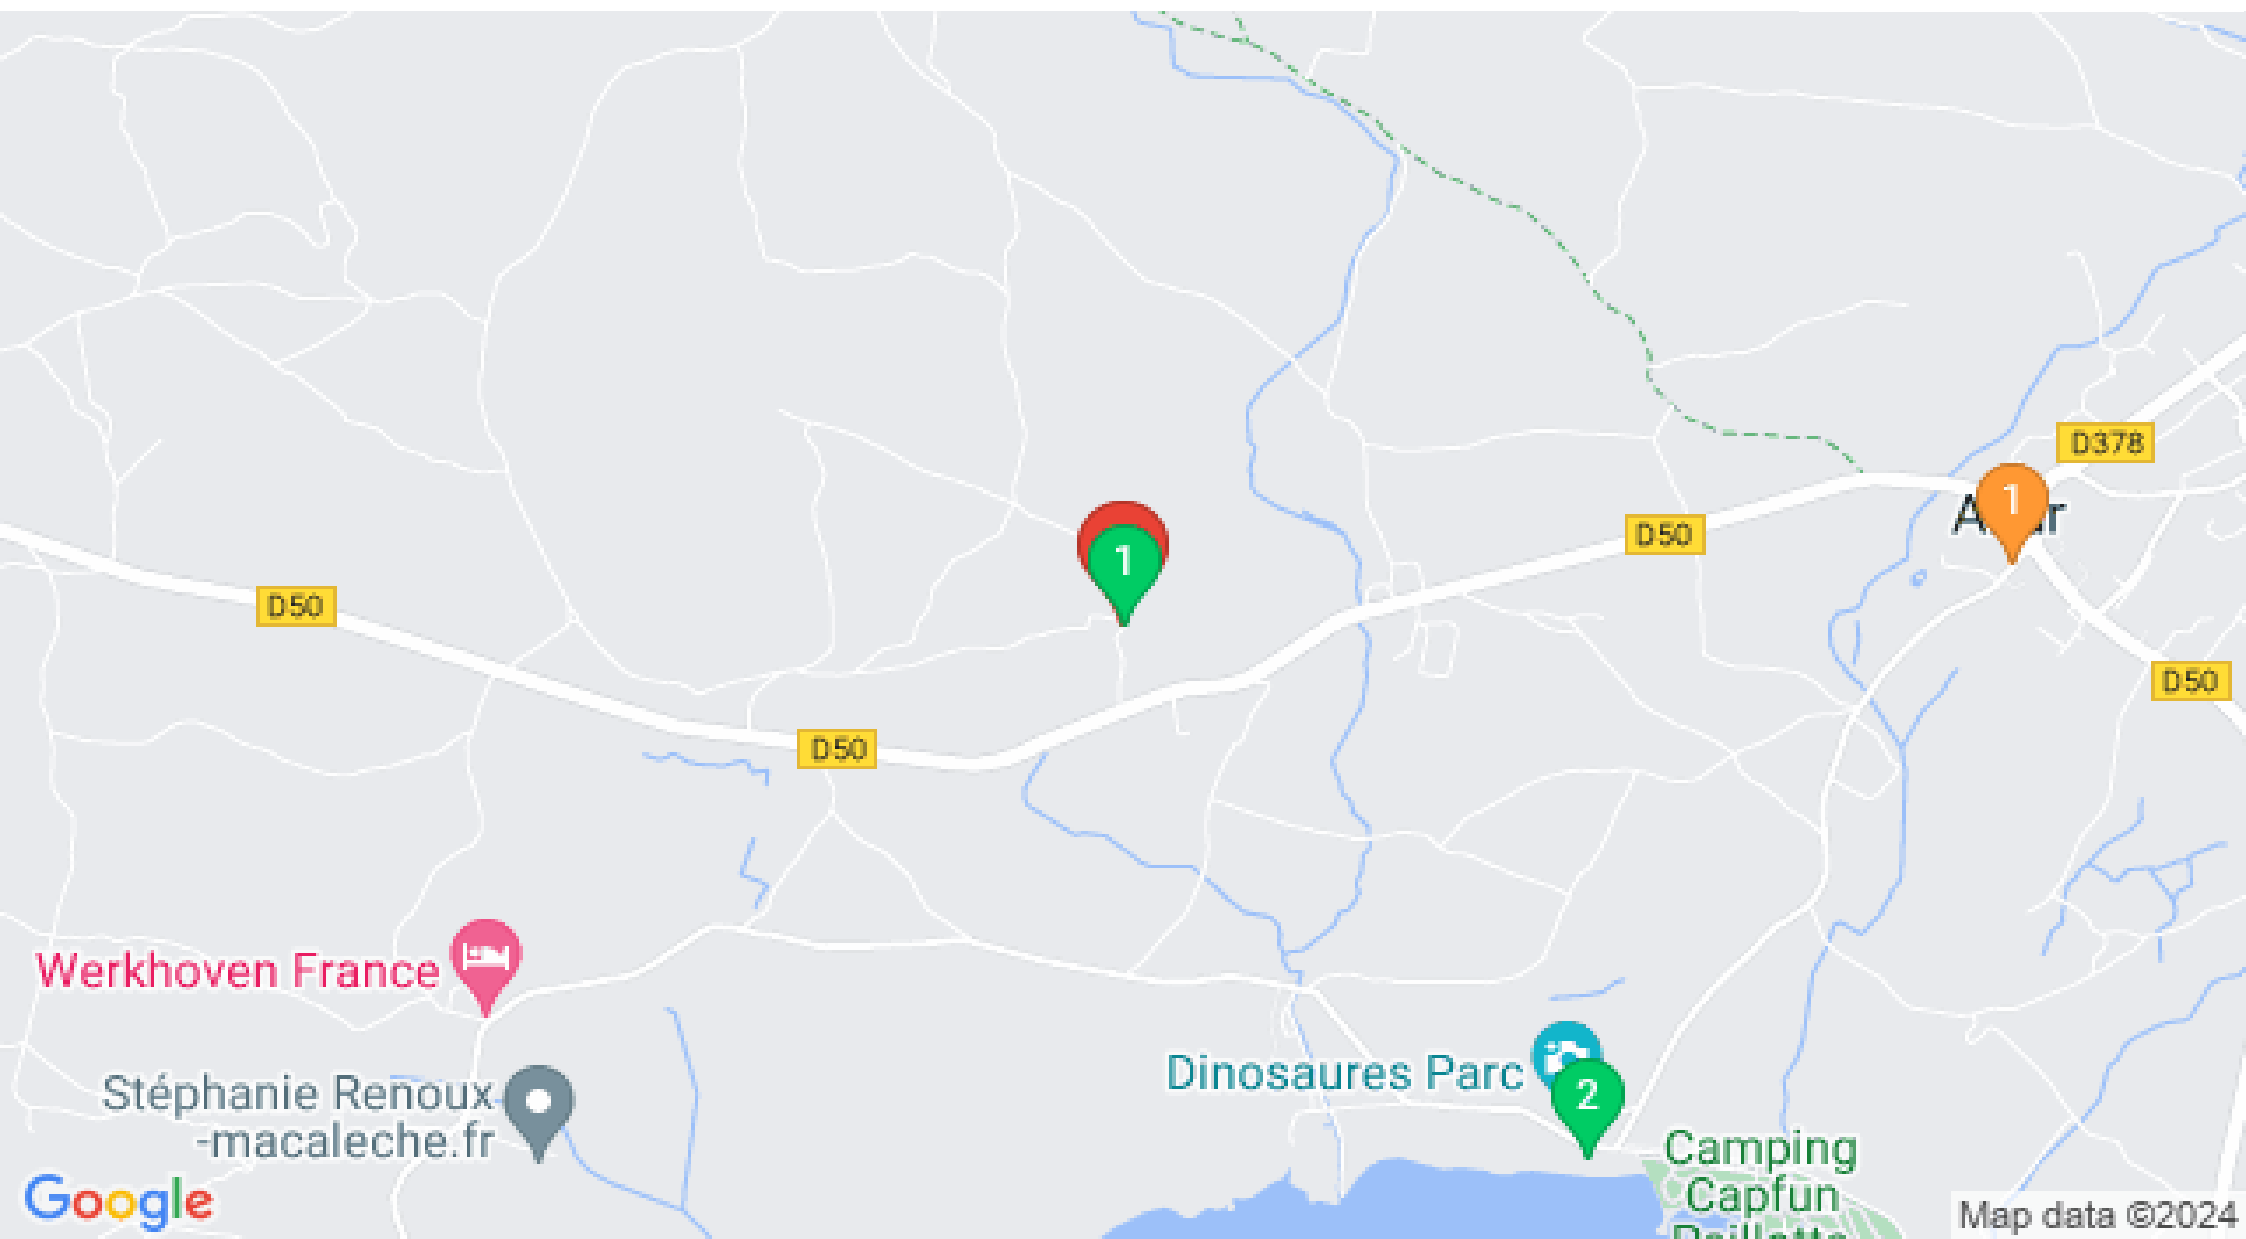 D378
1
D50
1
D50
D50
D50
D50
Werkhoven France
Dinosaures Parc
2
Stéphanie Renoux
-macaleche.fr
Camping
Capfun
Google
Map data ©2024